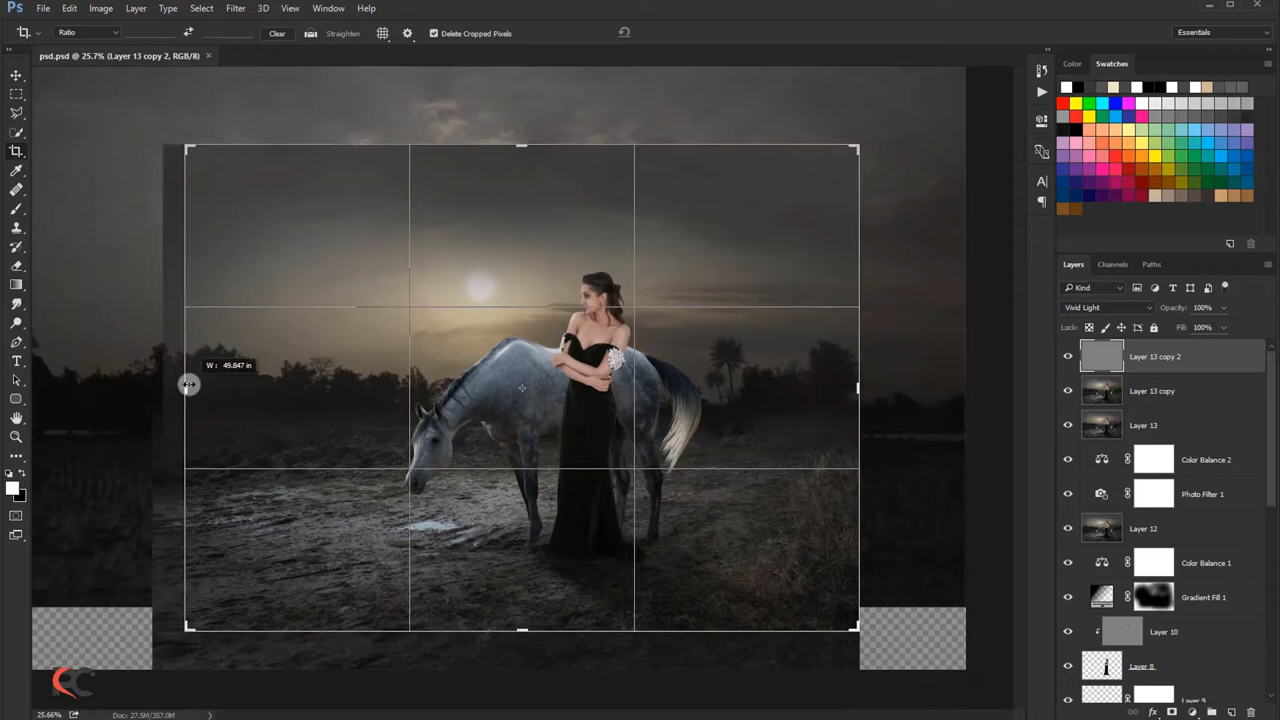 Ps File Edit Image Layer Type Select Filter 3D View Window Help
Ratio Clear Straighten Delete Cropped Pixels Essentials
psd.psd @ 25.7% (Layer 13 copy 2, RGB/8) ×
Color Swatches
W : 49.847 in
Layers Channels Paths
Kind
Vivid Light Opacity: 100%
Lock: Fill: 100%
Layer 13 copy 2
Layer 13 copy
Layer 13
Color Balance 2
Photo Filter 1
Layer 12
Color Balance 1
Gradient Fill 1
Layer 10
Layer 8
Layer 9
25.66% Doc: 27.5M/357.0M